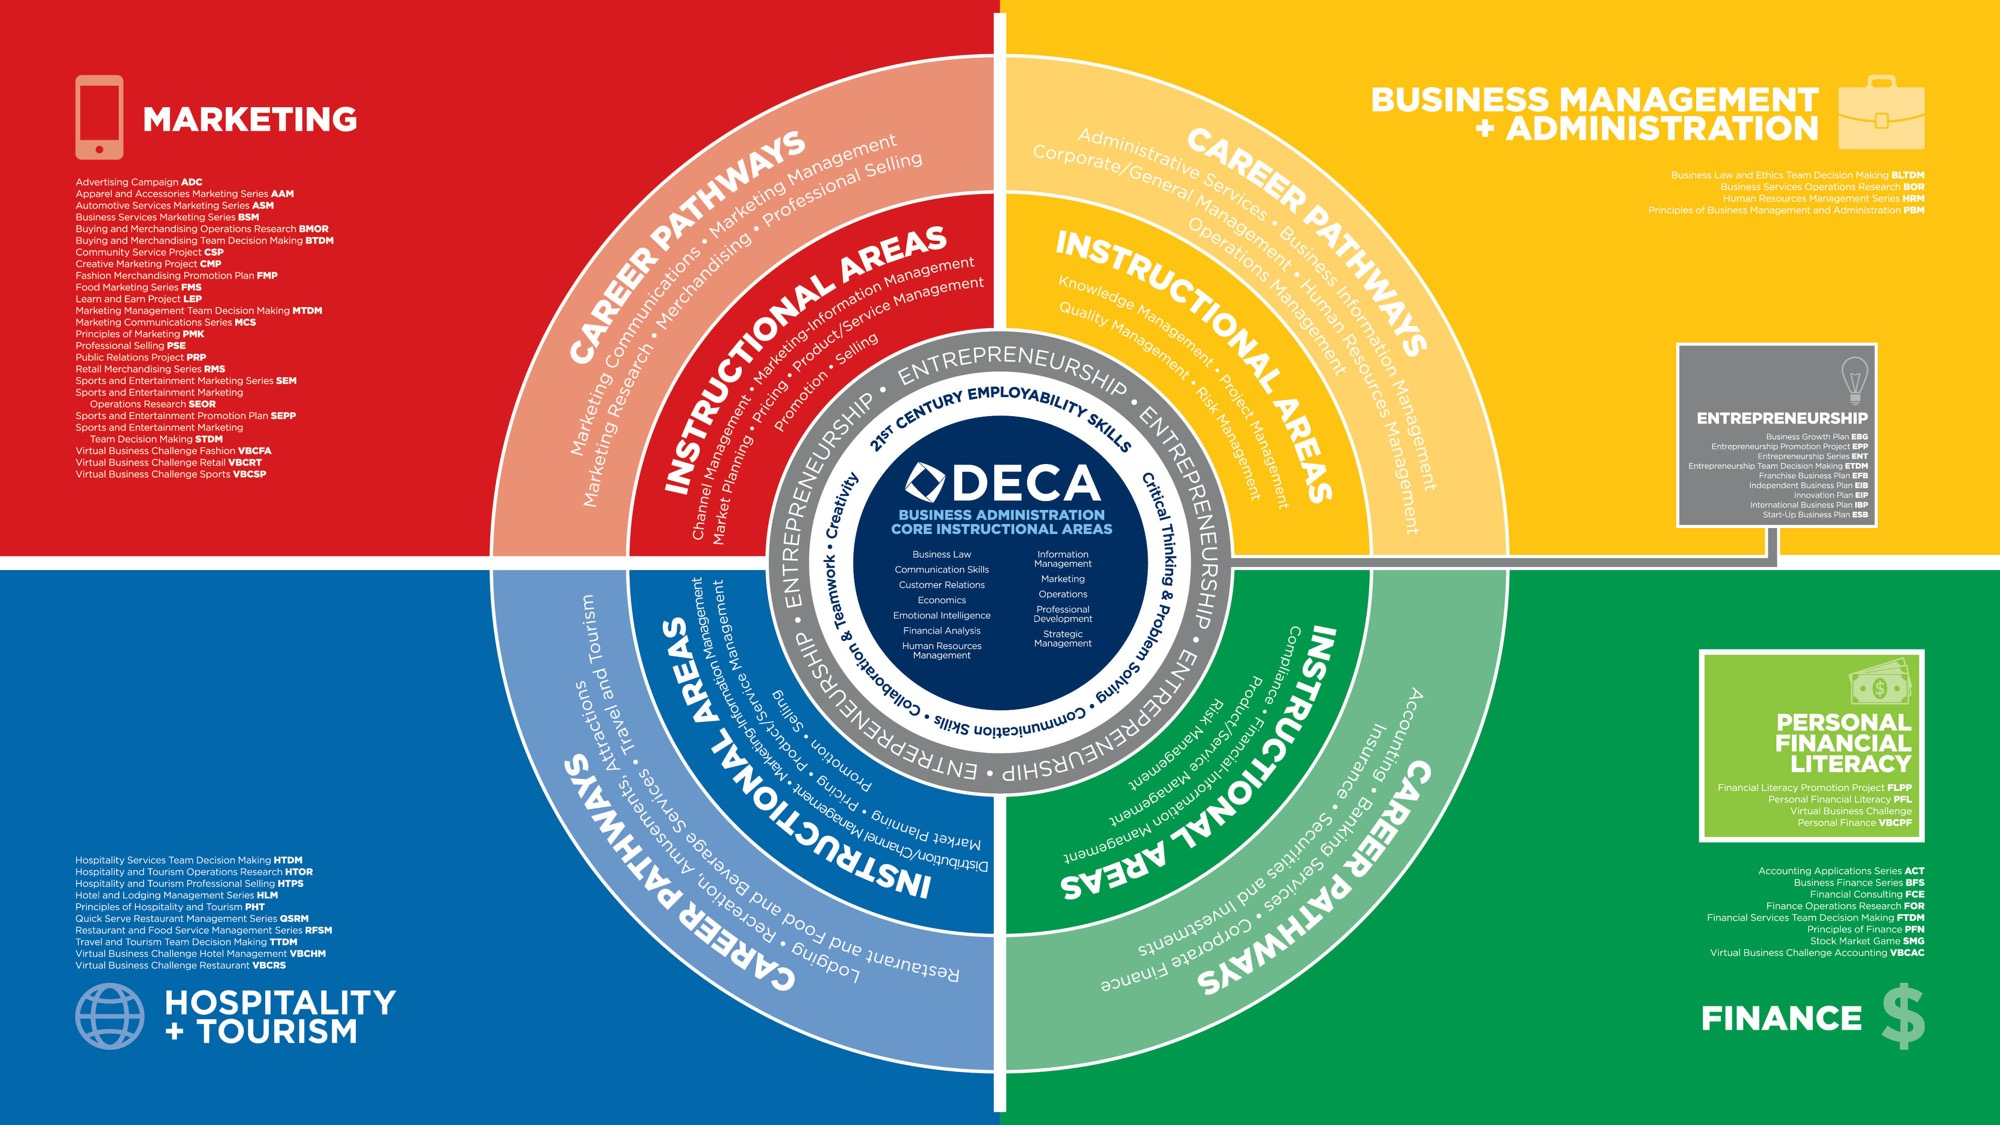 MARKETING
Advertising Campaign ADC
Apparel and Accessories Marketing Series AAM
Automotive Services Marketing Series ASM
Business Services Marketing Series BSM
Buying and Merchandising Operations Research BMOR
Buying and Merchandising Team Decision Making BTDM
Community Service Project CSP
Creative Marketing Project CMP
Fashion Merchandising Promotion Plan FMP
Food Marketing Series FMS
Learn and Earn Project LEP
Marketing Management Team Decision Making MTDM
Marketing Communications Series MCS
Principles of Marketing PMK
Professional Selling PSE
Public Relations Project PRP
Retail Merchandising Series RMS
Sports and Entertainment Marketing Series SEM
Sports and Entertainment Marketing
Operations Research SEOR
Sports and Entertainment Promotion Plan SEPP
Sports and Entertainment Marketing
Team Decision Making STDM
Virtual Business Challenge Fashion VBCFA
Virtual Business Challenge Retail VBCRT
Virtual Business Challenge Sports VBCSP
CAREER PATHWAYS
Marketing Communications • Marketing Management
Marketing Research • Merchandising • Professional Selling
INSTRUCTIONAL AREAS
Channel Management • Marketing-Information Management
Market Planning • Pricing • Product/Service Management
Promotion • Selling
BUSINESS MANAGEMENT
+ ADMINISTRATION
Business Law and Ethics Team Decision Making BLTDM
Business Services Operations Research BOR
Human Resources Management Series HRM
Principles of Business Management and Administration PBM
CAREER PATHWAYS
Administrative Services • Business Information Management
Corporate/General Management • Human Resources Management
Operations Management
INSTRUCTIONAL AREAS
Knowledge Management • Project Management
Quality Management • Risk Management
ENTREPRENEURSHIP
Business Growth Plan EBG
Entrepreneurship Promotion Project EPP
Entrepreneurship Series ENT
Entrepreneurship Team Decision Making ETDM
Franchise Business Plan EFB
Independent Business Plan EIB
Innovation Plan EIP
International Business Plan IBP
Start-Up Business Plan ESB
ENTREPRENEURSHIP • ENTREPRENEURSHIP • ENTREPRENEURSHIP • ENTREPRENEURSHIP • ENTREPRENEURSHIP •
21ST CENTURY EMPLOYABILITY SKILLS
Critical Thinking & Problem Solving • Communication Skills • Collaboration & Teamwork • Creativity
DECA
BUSINESS ADMINISTRATION
CORE INSTRUCTIONAL AREAS
Business Law
Communication Skills
Customer Relations
Economics
Emotional Intelligence
Financial Analysis
Human Resources
Management
Information
Management
Marketing
Operations
Professional
Development
Strategic
Management
INSTRUCTIONAL AREAS
Distribution/Channel Management • Marketing-Information Management
Market Planning • Pricing • Product/Service Management
Promotion • Selling
CAREER PATHWAYS
Lodging • Recreation, Amusements, Attractions
Restaurant and Food and Beverage Services • Travel and Tourism
Hospitality Services Team Decision Making HTDM
Hospitality and Tourism Operations Research HTOR
Hospitality and Tourism Professional Selling HTPS
Hotel and Lodging Management Series HLM
Principles of Hospitality and Tourism PHT
Quick Serve Restaurant Management Series QSRM
Restaurant and Food Service Management Series RFSM
Travel and Tourism Team Decision Making TTDM
Virtual Business Challenge Hotel Management VBCHM
Virtual Business Challenge Restaurant VBCRS
HOSPITALITY
+ TOURISM
INSTRUCTIONAL AREAS
Compliance • Financial-Information Management
Product/Service Management
Risk Management
CAREER PATHWAYS
Accounting • Banking Services • Corporate Finance
Insurance • Securities and Investments
PERSONAL
FINANCIAL
LITERACY
Financial Literacy Promotion Project FLPP
Personal Financial Literacy PFL
Virtual Business Challenge
Personal Finance VBCPF
Accounting Applications Series ACT
Business Finance Series BFS
Financial Consulting FCE
Finance Operations Research FOR
Financial Services Team Decision Making FTDM
Principles of Finance PFN
Stock Market Game SMG
Virtual Business Challenge Accounting VBCAC
FINANCE
$